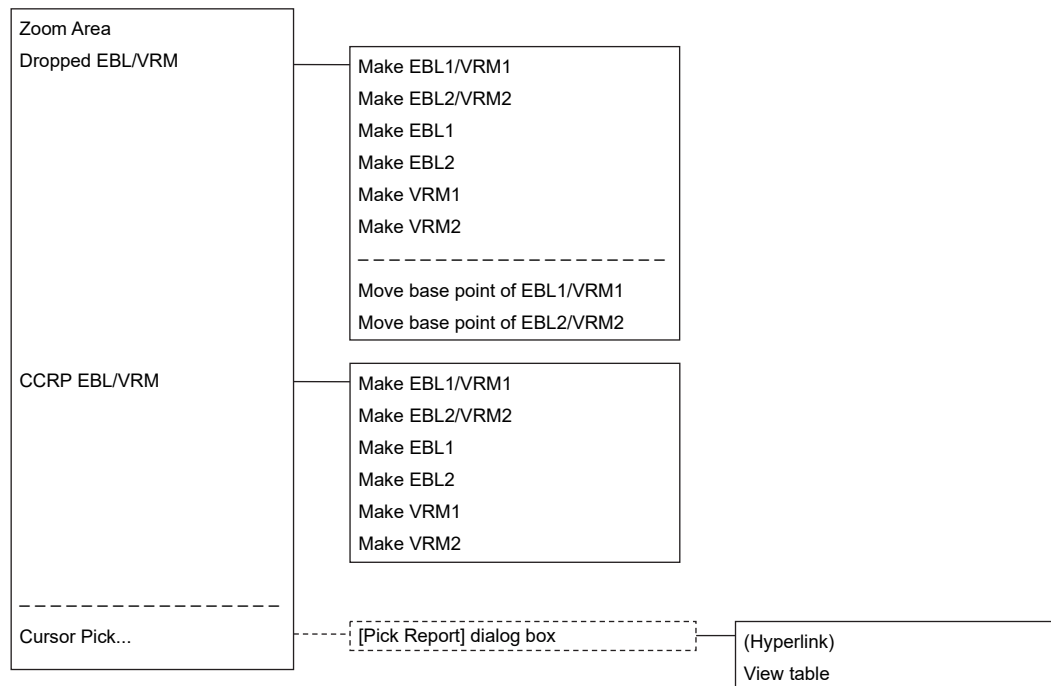 Zoom Area
Dropped EBL/VRM
Make EBL1/VRM1
Make EBL2/VRM2
Make EBL1
Make EBL2
Make VRM1
Make VRM2
Move base point of EBL1/VRM1
Move base point of EBL2/VRM2
CCRP EBL/VRM
Make EBL1/VRM1
Make EBL2/VRM2
Make EBL1
Make EBL2
Make VRM1
Make VRM2
Cursor Pick...
[Pick Report] dialog box
(Hyperlink)
View table